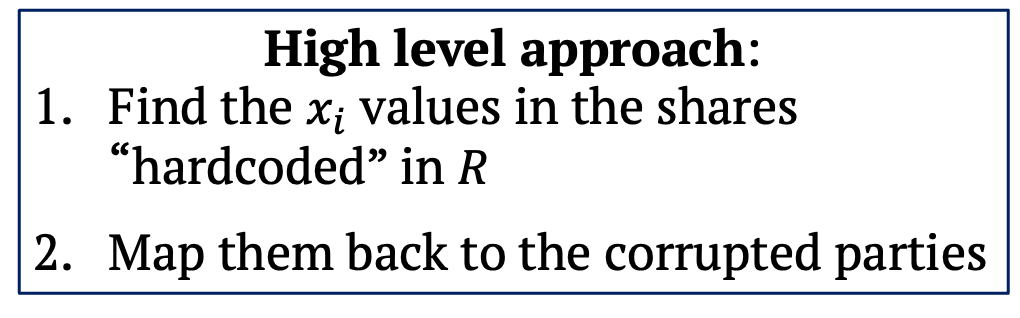 High level approach:
1. Find the xᵢ values in the shares
“hardcoded” in R
2. Map them back to the corrupted parties